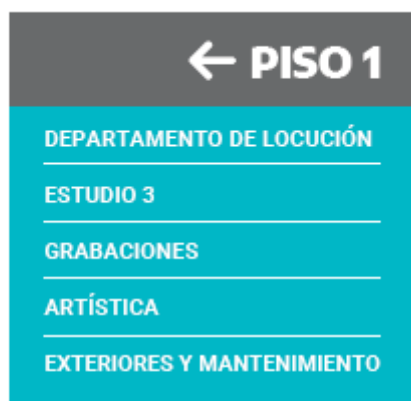 ← PISO 1
DEPARTAMENTO DE LOCUCIÓN
ESTUDIO 3
GRABACIONES
ARTÍSTICA
EXTERIORES Y MANTENIMIENTO